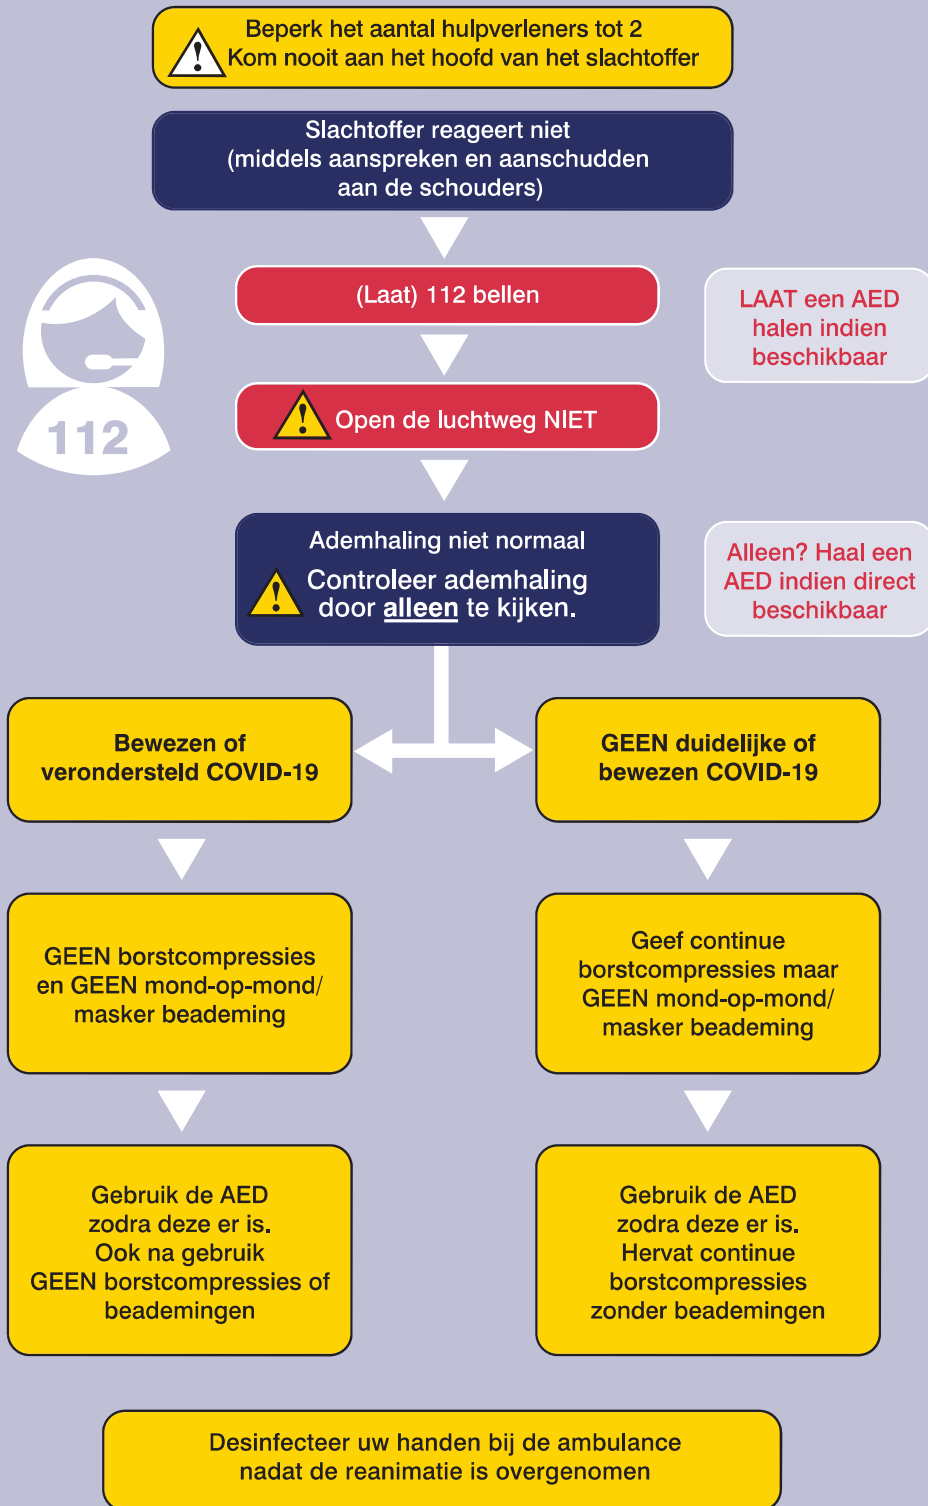 Beperk het aantal hulpverleners tot 2
Kom nooit aan het hoofd van het slachtoffer
Slachtoffer reageert niet
(middels aanspreken en aanschudden
aan de schouders)
(Laat) 112 bellen
LAAT een AED
halen indien
beschikbaar
112
Open de luchtweg NIET
Ademhaling niet normaal
Controleer ademhaling
door alleen te kijken.
Alleen? Haal een
AED indien direct
beschikbaar
Bewezen of
verondersteld COVID-19
GEEN duidelijke of
bewezen COVID-19
GEEN borstcompressies
en GEEN mond-op-mond/
masker beademing
Geef continue
borstcompressies maar
GEEN mond-op-mond/
masker beademing
Gebruik de AED
zodra deze er is.
Ook na gebruik
GEEN borstcompressies of
beademingen
Gebruik de AED
zodra deze er is.
Hervat continue
borstcompressies
zonder beademingen
Desinfecteer uw handen bij de ambulance
nadat de reanimatie is overgenomen